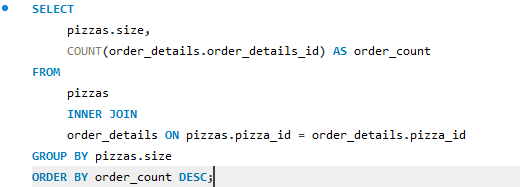 SELECT
pizzas.size,
COUNT(order_details.order_details_id) AS order_count
FROM
pizzas
INNER JOIN
order_details ON pizzas.pizza_id = order_details.pizza_id
GROUP BY pizzas.size
ORDER BY order_count DESC;